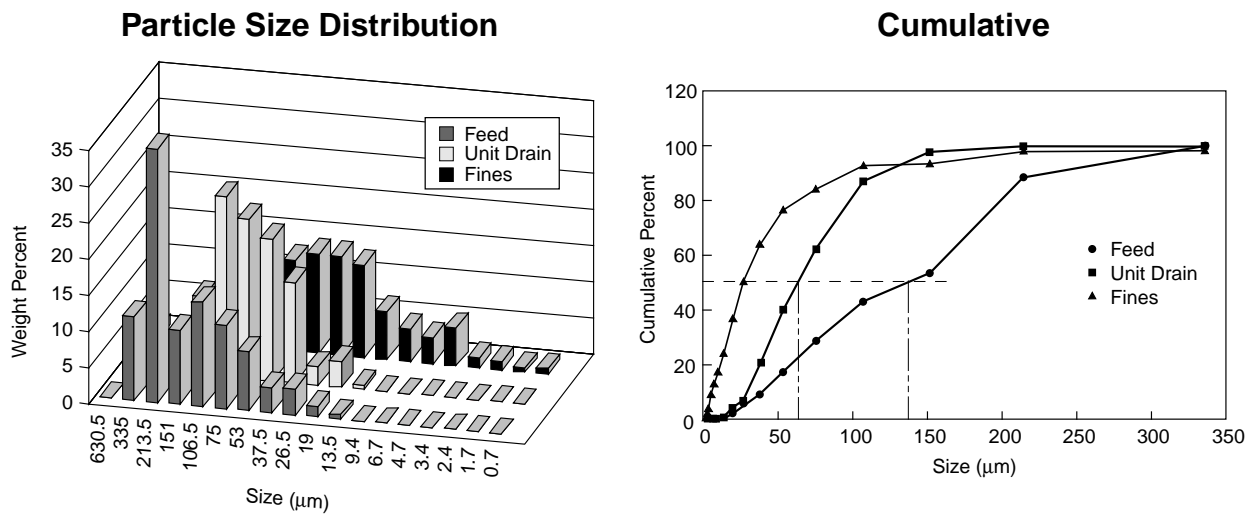 Particle Size Distribution
Weight Percent
35
30
25
20
15
10
5
0
Feed
Unit Drain
Fines
630.5
335
213.5
151
106.5
75
53
37.5
26.5
19
13.5
9.4
6.7
4.7
3.4
2.4
1.7
0.7
Size (μm)
Cumulative
Cumulative Percent
120
100
80
60
40
20
0
Feed
Unit Drain
Fines
0 50 100 150 200 250 300 350
Size (μm)